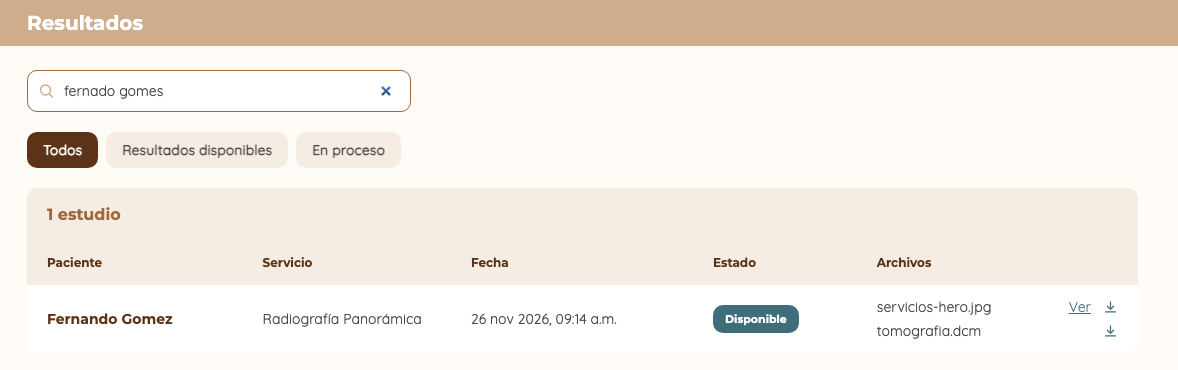 Resultados
fernado gomes
Todos Resultados disponibles En proceso
1 estudio
Paciente Servicio Fecha Estado Archivos
Fernando Gomez Radiografía Panorámica 26 nov 2026, 09:14 a.m. Disponible servicios-hero.jpg Ver
tomografia.dcm